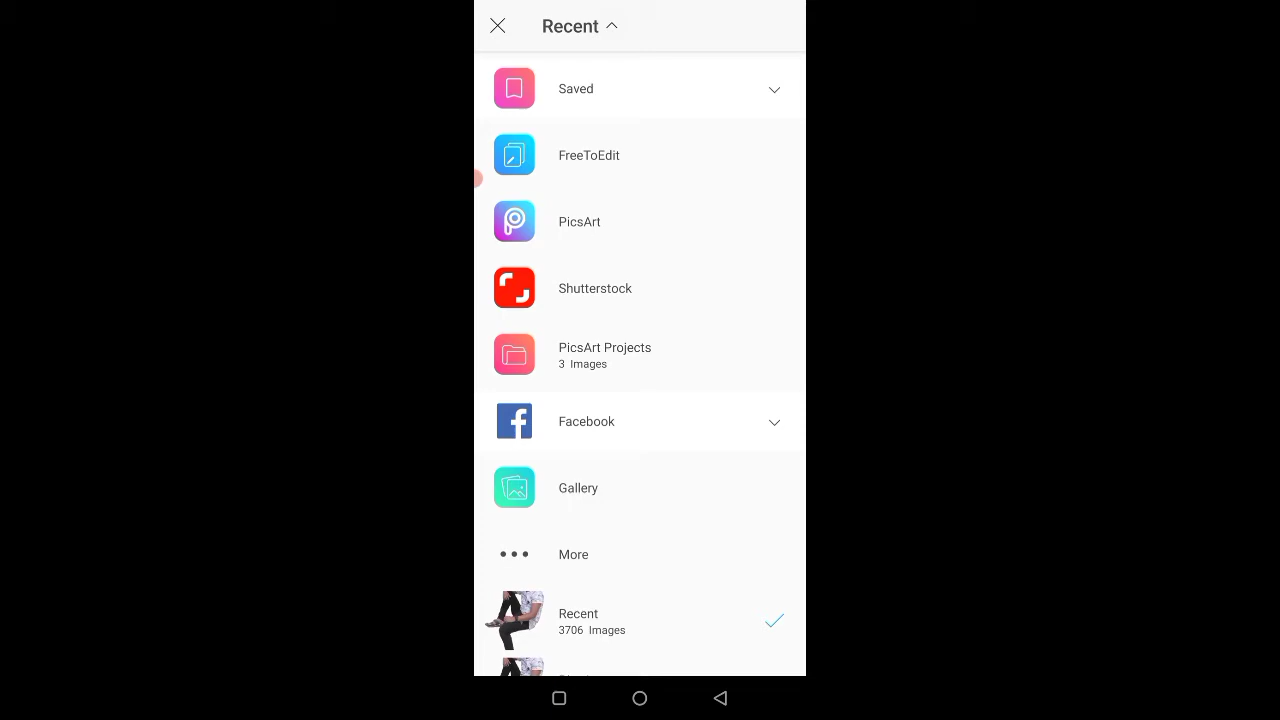 Recent
Saved
FreeToEdit
PicsArt
Shutterstock
PicsArt Projects
3 Images
Facebook
Gallery
More
Recent
3706 Images